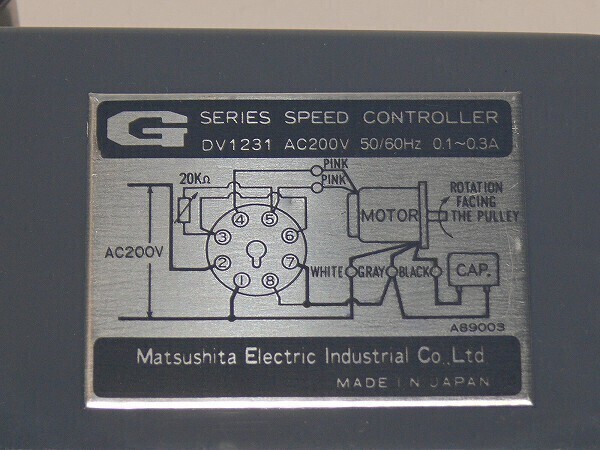 G SERIES SPEED CONTROLLER
DV1231 AC200V 50/60Hz 0.1~0.3A
PINK
PINK
20KΩ
4 5
3 6
2 7
1 8
AC200V
MOTOR
ROTATION
FACING
THE PULLEY
WHITE GRAY BLACK CAP.
A89003
Matsushita Electric Industrial Co.,Ltd
MADE IN JAPAN